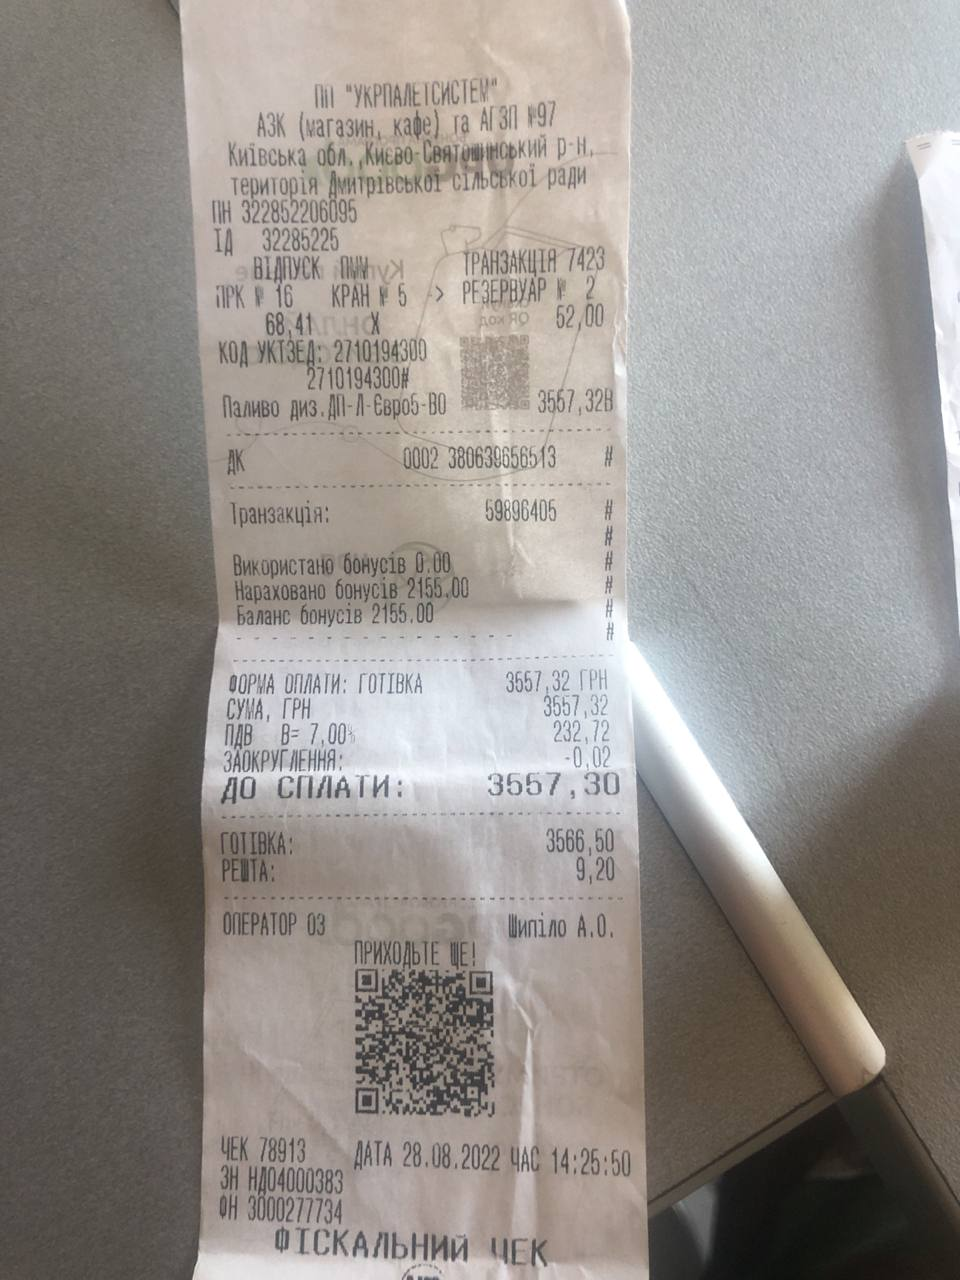 ПП "УКРПАЛЕТСИСТЕМ"
АЗК (магазин, кафе) та АГЗП №97
Київська обл, Києво-Святошинський р-н,
територія Дмитрівської сільської ради
ПН 322852206095
ІД 32285225
ВІДПУСК ПММ ТРАНЗАКЦІЯ 7423
ПРК № 16 КРАН № 5 -> РЕЗЕРВУАР № 2
68,41 X 52,00
КОД УКТЗЕД: 2710194300
2710194300#
Паливо диз.ДП-Л-Євро5-В0 3557,32В
ДК 0002 380639656513 #
Транзакція: 59896405 #
#
Використано бонусів 0.00 #
Нараховано бонусів 2155.00 #
Баланс бонусів 2155.00 #
- - - - - - - - - - - - - - - - #
ФОРМА ОПЛАТИ: ГОТІВКА 3557,32 ГРН
СУМА, ГРН 3557,32
ПДВ В= 7,00% 232,72
ЗАОКРУГЛЕННЯ: -0,02
ДО СПЛАТИ: 3557,30
ГОТІВКА: 3566,50
РЕШТА: 9,20
ОПЕРАТОР 03 Шипіло А.О.
ПРИХОДЬТЕ ЩЕ!
ЧЕК 78913 ДАТА 28.08.2022 ЧАС 14:25:50
ЗН НД04000383
ФН 3000277734
ФІСКАЛЬНИЙ ЧЕК